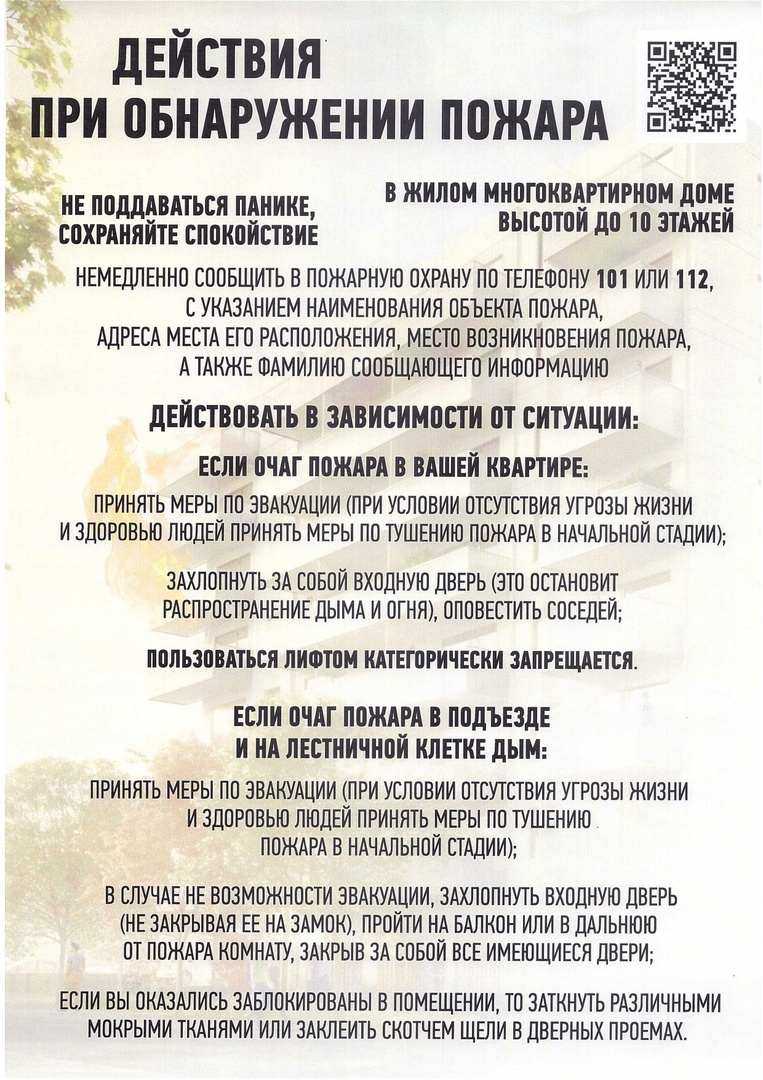 ДЕЙСТВИЯ
ПРИ ОБНАРУЖЕНИИ ПОЖАРА
НЕ ПОДДАВАТЬСЯ ПАНИКЕ,
СОХРАНЯЙТЕ СПОКОЙСТВИЕ
В ЖИЛОМ МНОГОКВАРТИРНОМ ДОМЕ
ВЫСОТОЙ ДО 10 ЭТАЖЕЙ
НЕМЕДЛЕННО СООБЩИТЬ В ПОЖАРНУЮ ОХРАНУ ПО ТЕЛЕФОНУ 101 ИЛИ 112,
С УКАЗАНИЕМ НАИМЕНОВАНИЯ ОБЪЕКТА ПОЖАРА,
АДРЕСА МЕСТА ЕГО РАСПОЛОЖЕНИЯ, МЕСТО ВОЗНИКНОВЕНИЯ ПОЖАРА,
А ТАКЖЕ ФАМИЛИЮ СООБЩАЮЩЕГО ИНФОРМАЦИЮ
ДЕЙСТВОВАТЬ В ЗАВИСИМОСТИ ОТ СИТУАЦИИ:
ЕСЛИ ОЧАГ ПОЖАРА В ВАШЕЙ КВАРТИРЕ:
ПРИНЯТЬ МЕРЫ ПО ЭВАКУАЦИИ (ПРИ УСЛОВИИ ОТСУТСТВИЯ УГРОЗЫ ЖИЗНИ
И ЗДОРОВЬЮ ЛЮДЕЙ ПРИНЯТЬ МЕРЫ ПО ТУШЕНИЮ ПОЖАРА В НАЧАЛЬНОЙ СТАДИИ);
ЗАХЛОПНУТЬ ЗА СОБОЙ ВХОДНУЮ ДВЕРЬ (ЭТО ОСТАНОВИТ
РАСПРОСТРАНЕНИЕ ДЫМА И ОГНЯ), ОПОВЕСТИТЬ СОСЕДЕЙ;
ПОЛЬЗОВАТЬСЯ ЛИФТОМ КАТЕГОРИЧЕСКИ ЗАПРЕЩАЕТСЯ.
ЕСЛИ ОЧАГ ПОЖАРА В ПОДЪЕЗДЕ
И НА ЛЕСТНИЧНОЙ КЛЕТКЕ ДЫМ:
ПРИНЯТЬ МЕРЫ ПО ЭВАКУАЦИИ (ПРИ УСЛОВИИ ОТСУТСТВИЯ УГРОЗЫ ЖИЗНИ
И ЗДОРОВЬЮ ЛЮДЕЙ ПРИНЯТЬ МЕРЫ ПО ТУШЕНИЮ
ПОЖАРА В НАЧАЛЬНОЙ СТАДИИ);
В СЛУЧАЕ НЕ ВОЗМОЖНОСТИ ЭВАКУАЦИИ, ЗАХЛОПНУТЬ ВХОДНУЮ ДВЕРЬ
(НЕ ЗАКРЫВАЯ ЕЕ НА ЗАМОК), ПРОЙТИ НА БАЛКОН ИЛИ В ДАЛЬНЮЮ
ОТ ПОЖАРА КОМНАТУ, ЗАКРЫВ ЗА СОБОЙ ВСЕ ИМЕЮЩИЕСЯ ДВЕРИ;
ЕСЛИ ВЫ ОКАЗАЛИСЬ ЗАБЛОКИРОВАНЫ В ПОМЕЩЕНИИ, ТО ЗАТКНУТЬ РАЗЛИЧНЫМИ
МОКРЫМИ ТКАНЯМИ ИЛИ ЗАКЛЕИТЬ СКОТЧЕМ ЩЕЛИ В ДВЕРНЫХ ПРОЕМАХ.